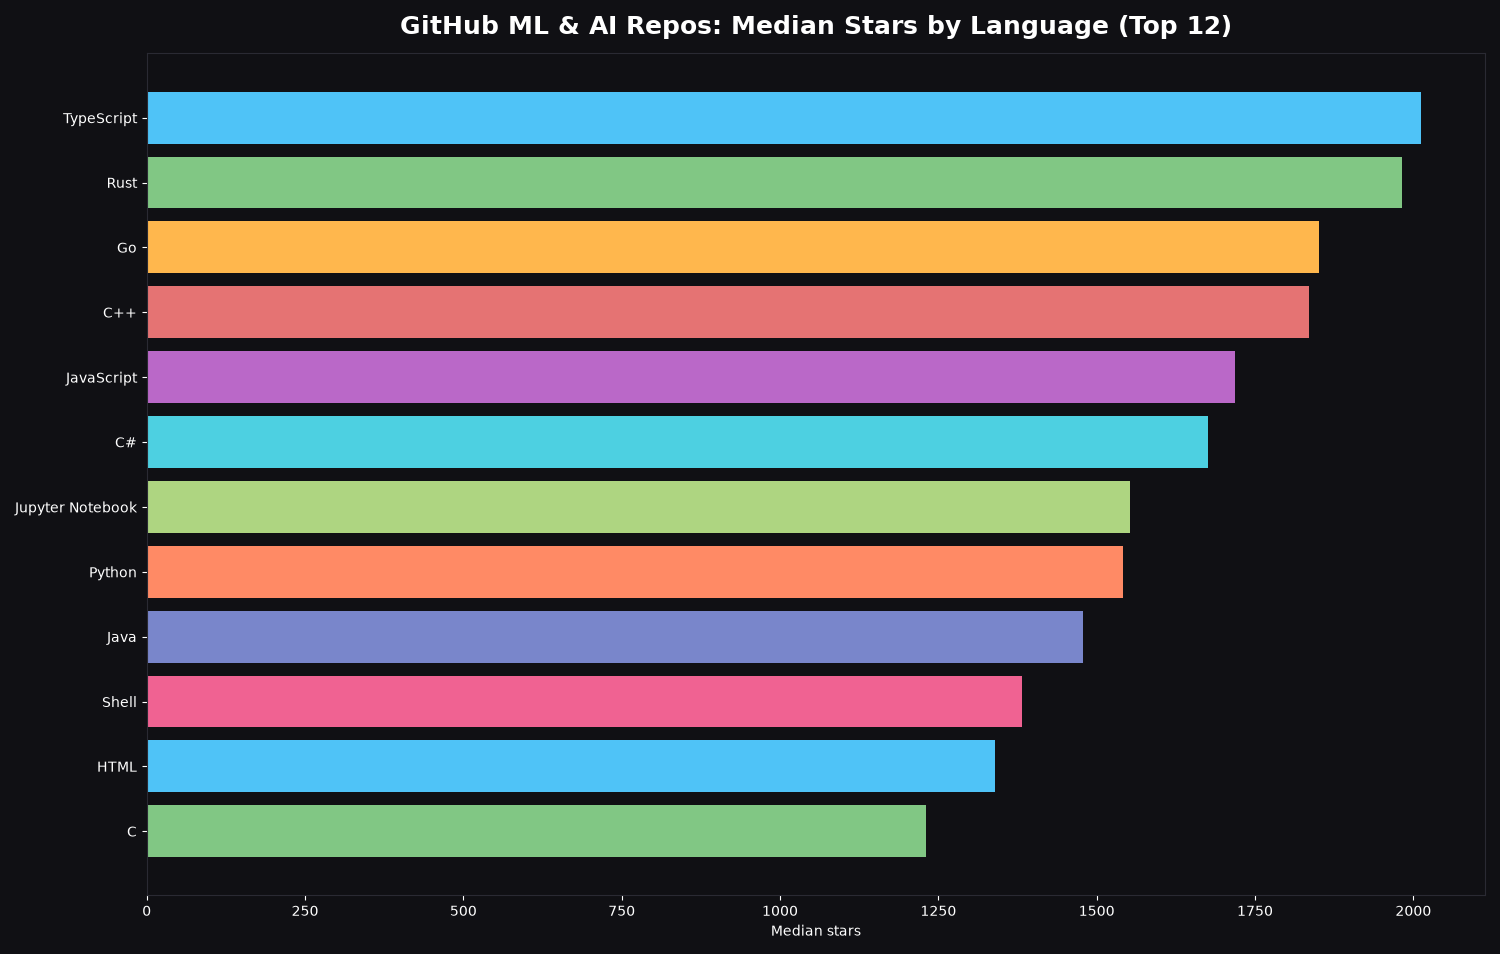 GitHub ML & AI Repos: Median Stars by Language (Top 12)
TypeScript
Rust
Go
C++
JavaScript
C#
Jupyter Notebook
Python
Java
Shell
HTML
C
0 250 500 750 1000 1250 1500 1750 2000
Median stars